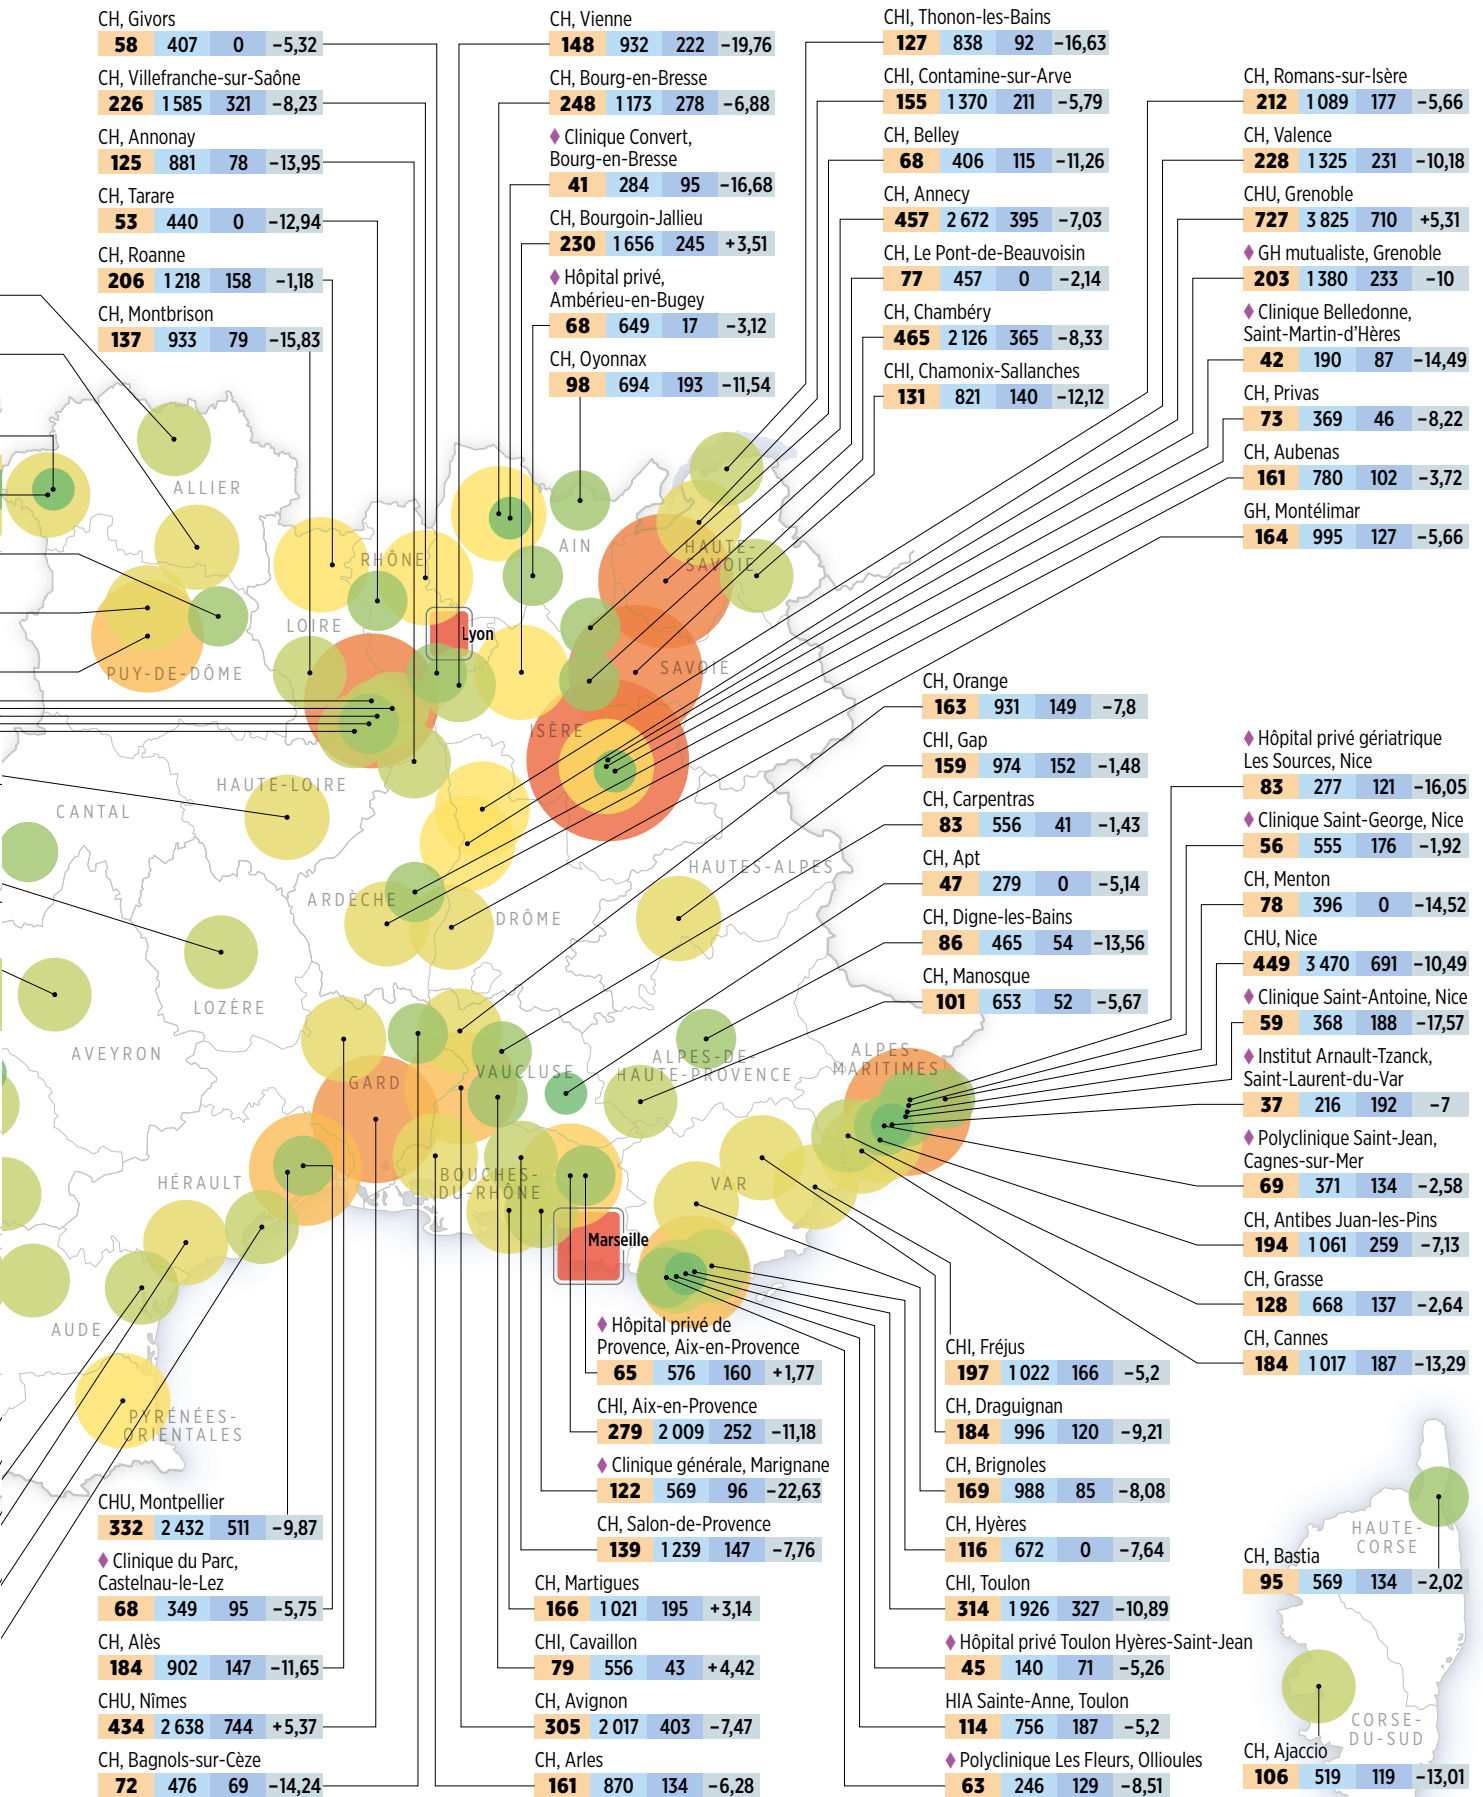 CH, Givors
58 407 0 –5,32
CH, Villefranche-sur-Saône
226 1 585 321 –8,23
CH, Annonay
125 881 78 –13,95
CH, Tarare
53 440 0 –12,94
CH, Roanne
206 1 218 158 –1,18
CH, Montbrison
137 933 79 –15,83
CH, Vienne
148 932 222 –19,76
CH, Bourg-en-Bresse
248 1 173 278 –6,88
♦ Clinique Convert,
Bourg-en-Bresse
41 284 95 –16,68
CH, Bourgoin-Jallieu
230 1 656 245 +3,51
♦ Hôpital privé,
Ambérieu-en-Bugey
68 649 17 –3,12
CH, Oyonnax
98 694 193 –11,54
CHI, Thonon-les-Bains
127 838 92 –16,63
CHI, Contamine-sur-Arve
155 1 370 211 –5,79
CH, Belley
68 406 115 –11,26
CH, Annecy
457 2 672 395 –7,03
CH, Le Pont-de-Beauvoisin
77 457 0 –2,14
CH, Chambéry
465 2 126 365 –8,33
CHI, Chamonix-Sallanches
131 821 140 –12,12
CH, Romans-sur-Isère
212 1 089 177 –5,66
CH, Valence
228 1 325 231 –10,18
CHU, Grenoble
727 3 825 710 +5,31
♦ GH mutualiste, Grenoble
203 1 380 233 –10
♦ Clinique Belledonne,
Saint-Martin-d'Hères
42 190 87 –14,49
CH, Privas
73 369 46 –8,22
CH, Aubenas
161 780 102 –3,72
GH, Montélimar
164 995 127 –5,66
ALLIER
AIN
HAUTE-
SAVOIE
RHÔNE
LOIRE
Lyon
PUY-DE-DÔME
SAVOIE
ISÈRE
HAUTE-LOIRE
CANTAL
HAUTES-ALPES
ARDÈCHE
DRÔME
LOZÈRE
AVEYRON
GARD
VAUCLUSE
ALPES-DE-
HAUTE-PROVENCE
ALPES-
MARITIMES
HÉRAULT
BOUCHES-
DU-RHÔNE
VAR
Marseille
AUDE
PYRÉNÉES-
ORIENTALES
CH, Orange
163 931 149 –7,8
CHI, Gap
159 974 152 –1,48
CH, Carpentras
83 556 41 –1,43
CH, Apt
47 279 0 –5,14
CH, Digne-les-Bains
86 465 54 –13,56
CH, Manosque
101 653 52 –5,67
♦ Hôpital privé gériatrique
Les Sources, Nice
83 277 121 –16,05
♦ Clinique Saint-George, Nice
56 555 176 –1,92
CH, Menton
78 396 0 –14,52
CHU, Nice
449 3 470 691 –10,49
♦ Clinique Saint-Antoine, Nice
59 368 188 –17,57
♦ Institut Arnault-Tzanck,
Saint-Laurent-du-Var
37 216 192 –7
♦ Polyclinique Saint-Jean,
Cagnes-sur-Mer
69 371 134 –2,58
CH, Antibes Juan-les-Pins
194 1 061 259 –7,13
CH, Grasse
128 668 137 –2,64
CH, Cannes
184 1 017 187 –13,29
♦ Hôpital privé de
Provence, Aix-en-Provence
65 576 160 +1,77
CHI, Aix-en-Provence
279 2 009 252 –11,18
♦ Clinique générale, Marignane
122 569 96 –22,63
CH, Salon-de-Provence
139 1 239 147 –7,76
CH, Martigues
166 1 021 195 +3,14
CHI, Cavaillon
79 556 43 +4,42
CH, Avignon
305 2 017 403 –7,47
CH, Arles
161 870 134 –6,28
CHU, Montpellier
332 2 432 511 –9,87
♦ Clinique du Parc,
Castelnau-le-Lez
68 349 95 –5,75
CH, Alès
184 902 147 –11,65
CHU, Nîmes
434 2 638 744 +5,37
CH, Bagnols-sur-Cèze
72 476 69 –14,24
CHI, Fréjus
197 1 022 166 –5,2
CH, Draguignan
184 996 120 –9,21
CH, Brignoles
169 988 85 –8,08
CH, Hyères
116 672 0 –7,64
CHI, Toulon
314 1 926 327 –10,89
♦ Hôpital privé Toulon Hyères-Saint-Jean
45 140 71 –5,26
HIA Sainte-Anne, Toulon
114 756 187 –5,2
♦ Polyclinique Les Fleurs, Ollioules
63 246 129 –8,51
HAUTE-
CORSE
CH, Bastia
95 569 134 –2,02
CORSE-
DU-SUD
CH, Ajaccio
106 519 119 –13,01